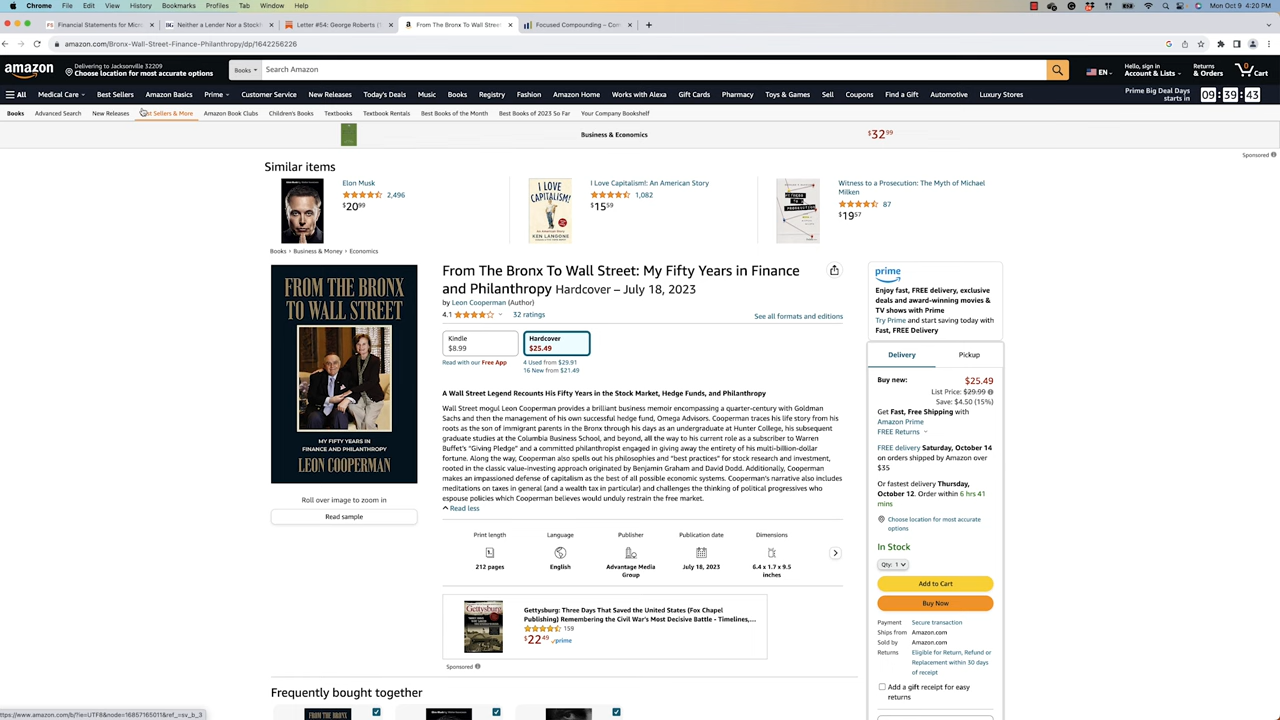 Chrome File Edit View History Bookmarks Profiles Tab Window Help
Mon Oct 9 4:20 PM
Financial Statements for Micro
Neither a Lender Nor a Stockh
Letter #54: George Roberts (1
From The Bronx To Wall Street
Focused Compounding – Com
amazon.com/Bronx-Wall-Street-Finance-Philanthropy/dp/1642256226
amazon
Delivering to Jacksonville 32209
Choose location for most accurate options
Books
Search Amazon
EN
Hello, sign in
Account & Lists
Returns
& Orders
0
Cart
All Medical Care Best Sellers Amazon Basics Prime Customer Service New Releases Today's Deals Music Books Registry Fashion Amazon Home Works with Alexa Gift Cards Pharmacy Toys & Games Sell Coupons Find a Gift Automotive Luxury Stores
Prime Big Deal Days
starts in
09:39:43
Books Advanced Search New Releases Best Sellers & More Amazon Book Clubs Children's Books Textbooks Textbook Rentals Best Books of the Month Best Books of 2023 So Far Your Company Bookshelf
Business & Economics
$32 99
Sponsored
Similar items
Elon Musk
2,496
$20 99
I LOVE CAPITALISM!
KEN LANGONE
I Love Capitalism!: An American Story
1,082
$15 59
Witness to a Prosecution: The Myth of Michael
Milken
87
$19 57
Books › Business & Money › Economics
FROM THE BRONX
TO WALL STREET
MY FIFTY YEARS IN
FINANCE AND PHILANTHROPY
LEON COOPERMAN
Roll over image to zoom in
Read sample
From The Bronx To Wall Street: My Fifty Years in Finance
and Philanthropy Hardcover – July 18, 2023
by Leon Cooperman (Author)
4.1 32 ratings
See all formats and editions
Kindle
$8.99
Read with our Free App
Hardcover
$25.49
4 Used from $29.91
16 New from $21.49
A Wall Street Legend Recounts His Fifty Years in the Stock Market, Hedge Funds, and Philanthropy
Wall Street mogul Leon Cooperman provides a brilliant business memoir encompassing a quarter-century with Goldman
Sachs and then the management of his own successful hedge fund, Omega Advisors. Cooperman traces his life story from his
roots as the son of immigrant parents in the Bronx through his days as an undergraduate at Hunter College, his subsequent
graduate studies at the Columbia Business School, and beyond, all the way to his current role as a subscriber to Warren
Buffet's "Giving Pledge" and a committed philanthropist engaged in giving away the entirety of his multi-billion-dollar
fortune. Along the way, Cooperman also spells out his philosophies and "best practices" for stock research and investment,
rooted in the classic value-investing approach originated by Benjamin Graham and David Dodd. Additionally, Cooperman
makes an impassioned defense of capitalism as the best of all possible economic systems. Cooperman's narrative also includes
meditations on taxes in general (and a wealth tax in particular) and challenges the thinking of political progressives who
espouse policies which Cooperman believes would unduly restrain the free market.
Read less
Print length
212 pages
Language
English
Publisher
Advantage Media
Group
Publication date
July 18, 2023
Dimensions
6.4 x 1.7 x 9.5
inches
Gettysburg
Gettysburg: Three Days That Saved the United States (Fox Chapel
Publishing) Remembering the Civil War's Most Decisive Battle - Timelines,...
159
$22 49 prime
Sponsored
Frequently bought together
FROM THE BRONX
prime
Enjoy fast, FREE delivery, exclusive
deals and award-winning movies &
TV shows with Prime
Try Prime and start saving today with
Fast, FREE Delivery
Delivery
Pickup
Buy new: $25.49
List Price: $29.99
Save: $4.50 (15%)
Get Fast, Free Shipping with
Amazon Prime
FREE Returns
FREE delivery Saturday, October 14
on orders shipped by Amazon over
$35
Or fastest delivery Thursday,
October 12. Order within 6 hrs 41
mins
Choose location for most accurate
options
In Stock
Qty: 1
Add to Cart
Buy Now
Payment Secure transaction
Ships from Amazon.com
Sold by Amazon.com
Returns Eligible for Return, Refund or
Replacement within 30 days
of receipt
Add a gift receipt for easy
returns
https://www.amazon.com/b/?ie=UTF8&node=16857165011&ref_=sv_b_3